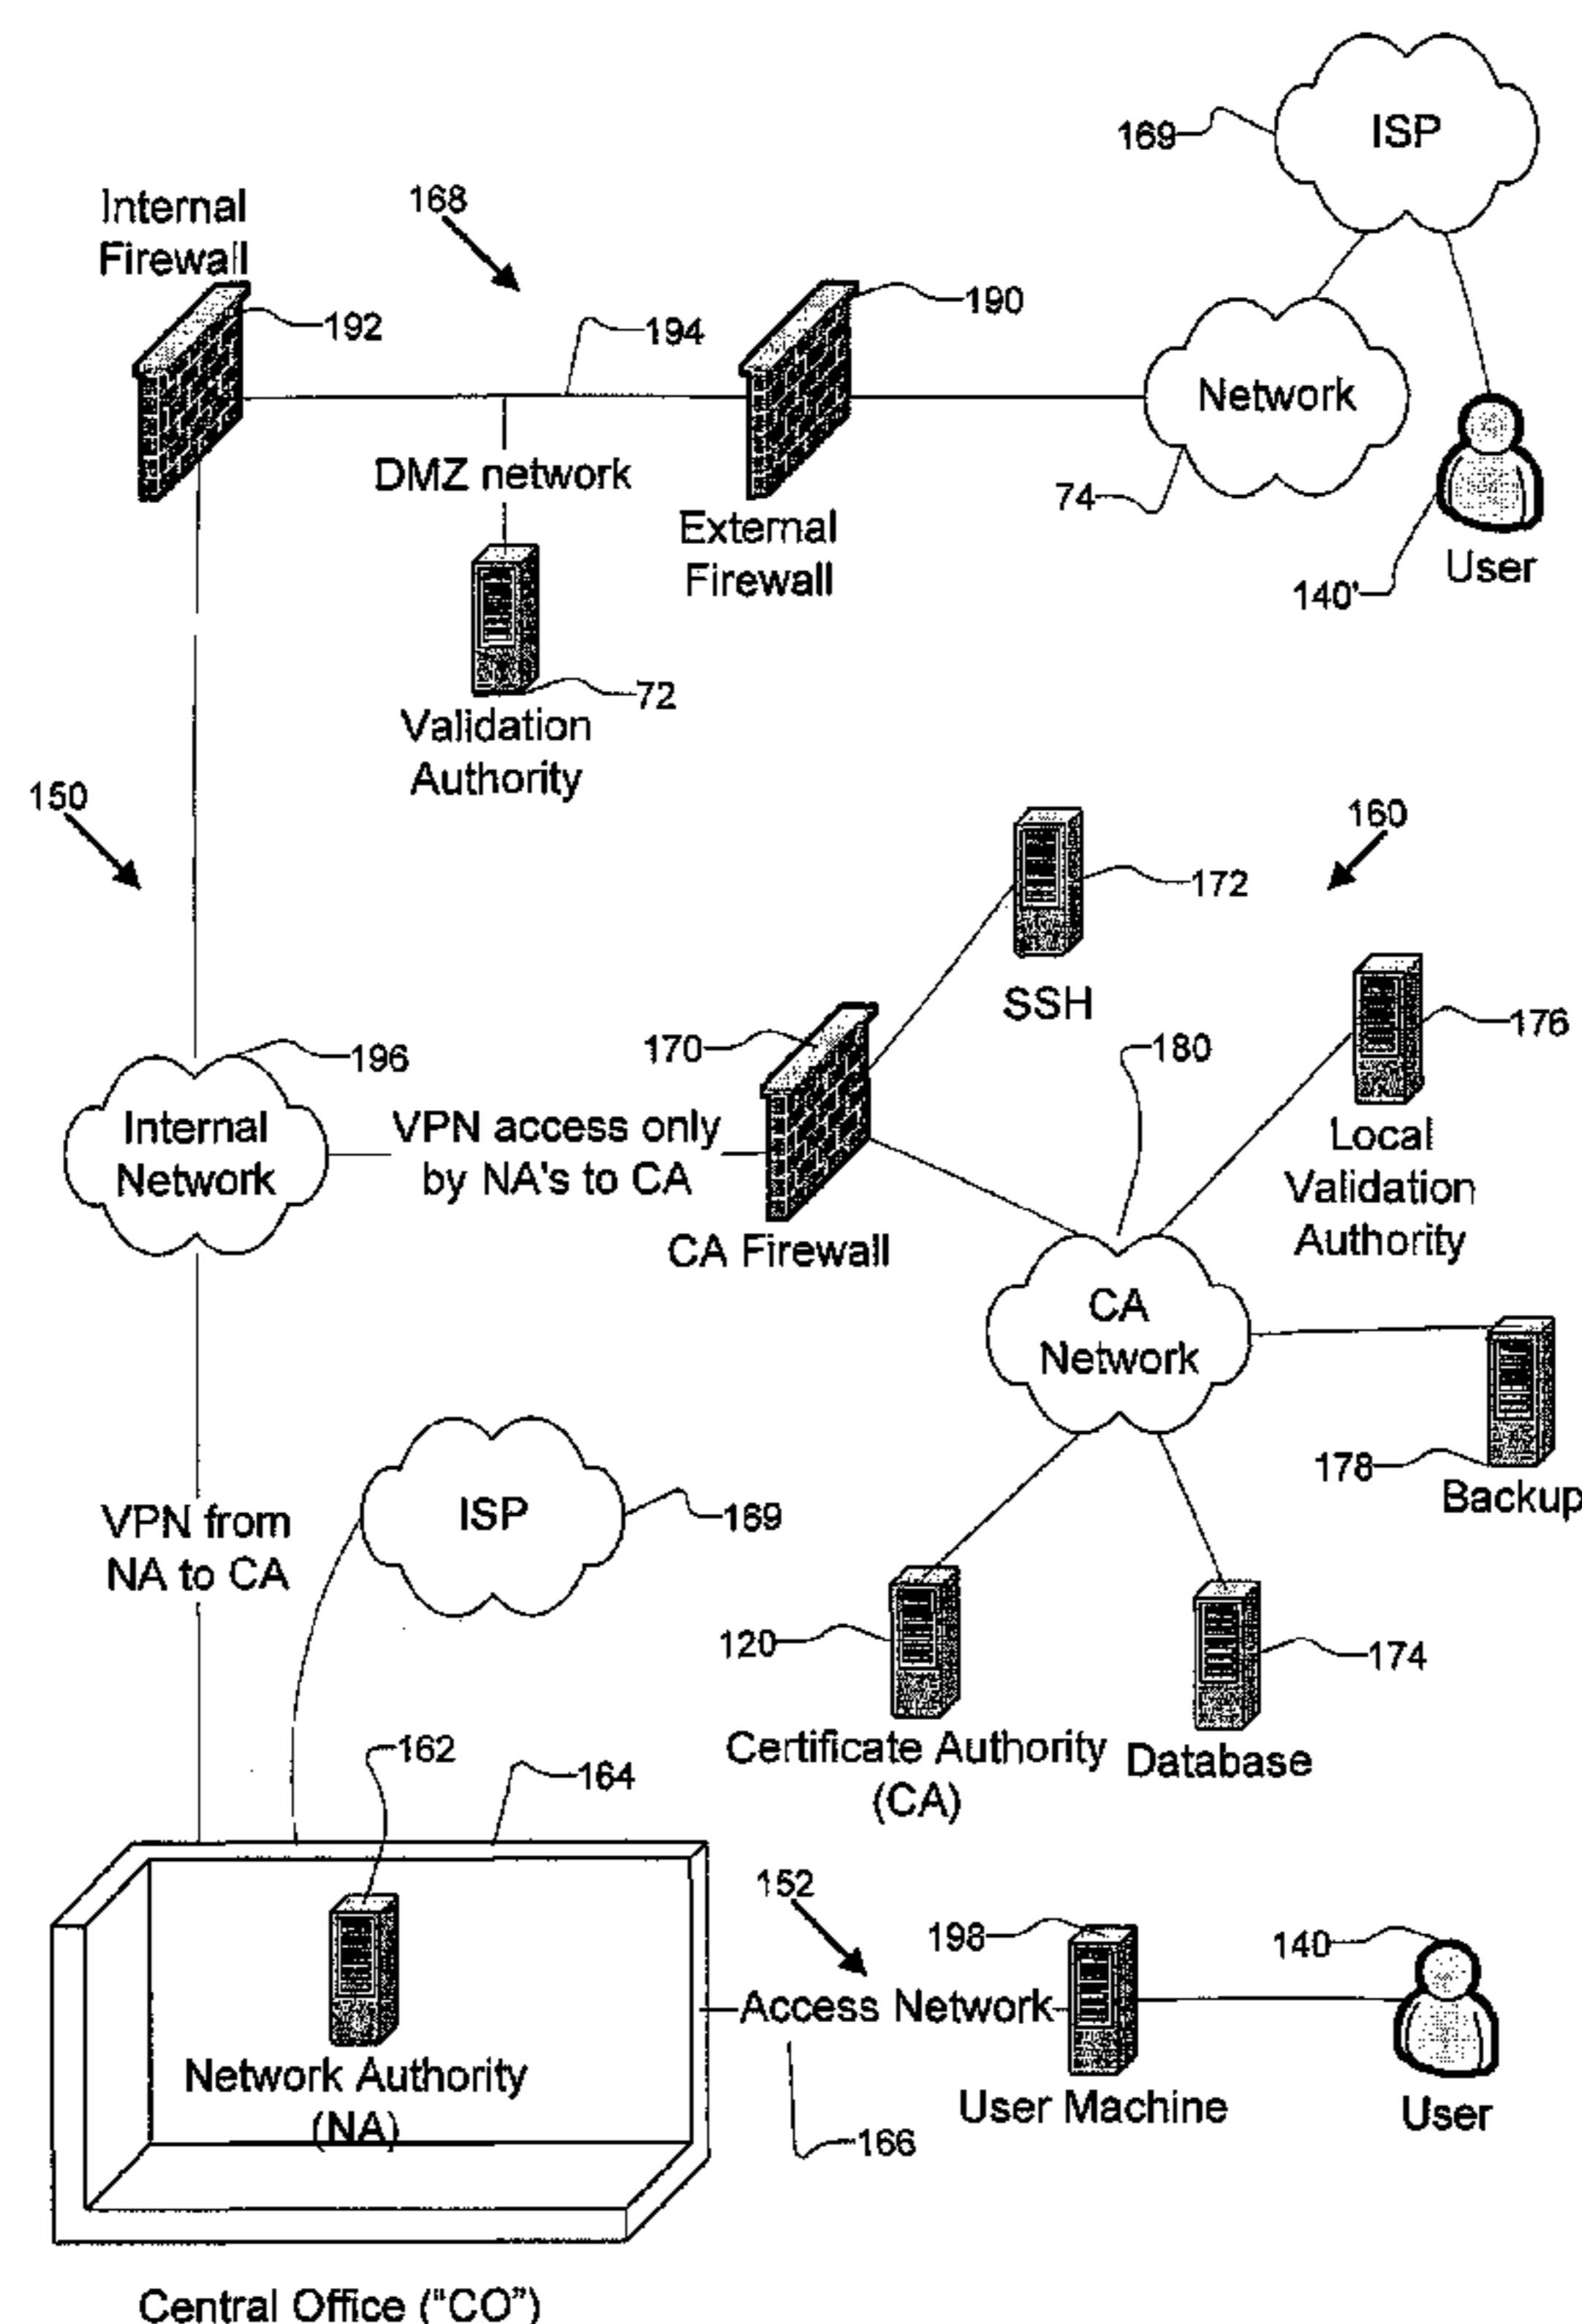 ISP
169
Internal
Firewall
168
192
194
190
Network
DMZ network
74
External
Firewall
User
140'
72
Validation
Authority
150
160
172
SSH
176
170
180
196
Internal
Network
VPN access only
by NA's to CA
Local
Validation
Authority
CA Firewall
CA
Network
178
Backup
ISP
169
VPN from
NA to CA
120
174
Certificate Authority
(CA)
Database
162
164
152
198
140
Access Network
Network Authority
(NA)
User Machine
User
166
Central Office ("CO")